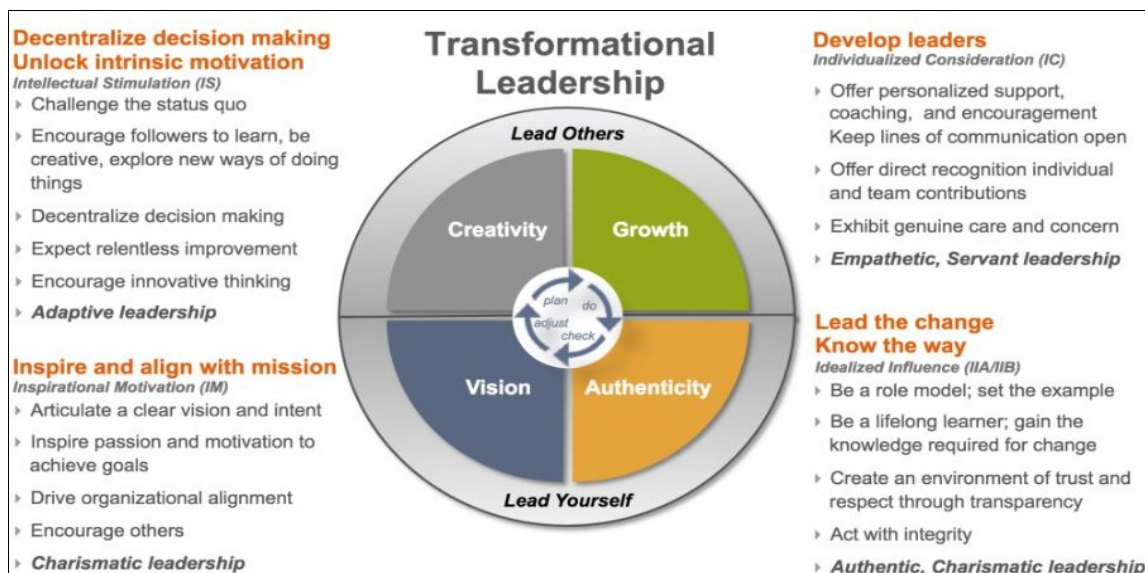 Transformational
Leadership
Decentralize decision making
Unlock intrinsic motivation
Intellectual Stimulation (IS)
Challenge the status quo
Encourage followers to learn, be
creative, explore new ways of doing
things
Decentralize decision making
Expect relentless improvement
Encourage innovative thinking
Adaptive leadership
Inspire and align with mission
Inspirational Motivation (IM)
Articulate a clear vision and intent
Inspire passion and motivation to
achieve goals
Drive organizational alignment
Encourage others
Charismatic leadership
Lead Others
Creativity
Growth
plan
do
adjust
check
Vision
Authenticity
Lead Yourself
Develop leaders
Individualized Consideration (IC)
Offer personalized support,
coaching, and encouragement
Keep lines of communication open
Offer direct recognition individual
and team contributions
Exhibit genuine care and concern
Empathetic, Servant leadership
Lead the change
Know the way
Idealized Influence (IIA/IIB)
Be a role model; set the example
Be a lifelong learner; gain the
knowledge required for change
Create an environment of trust and
respect through transparency
Act with integrity
Authentic, Charismatic leadership